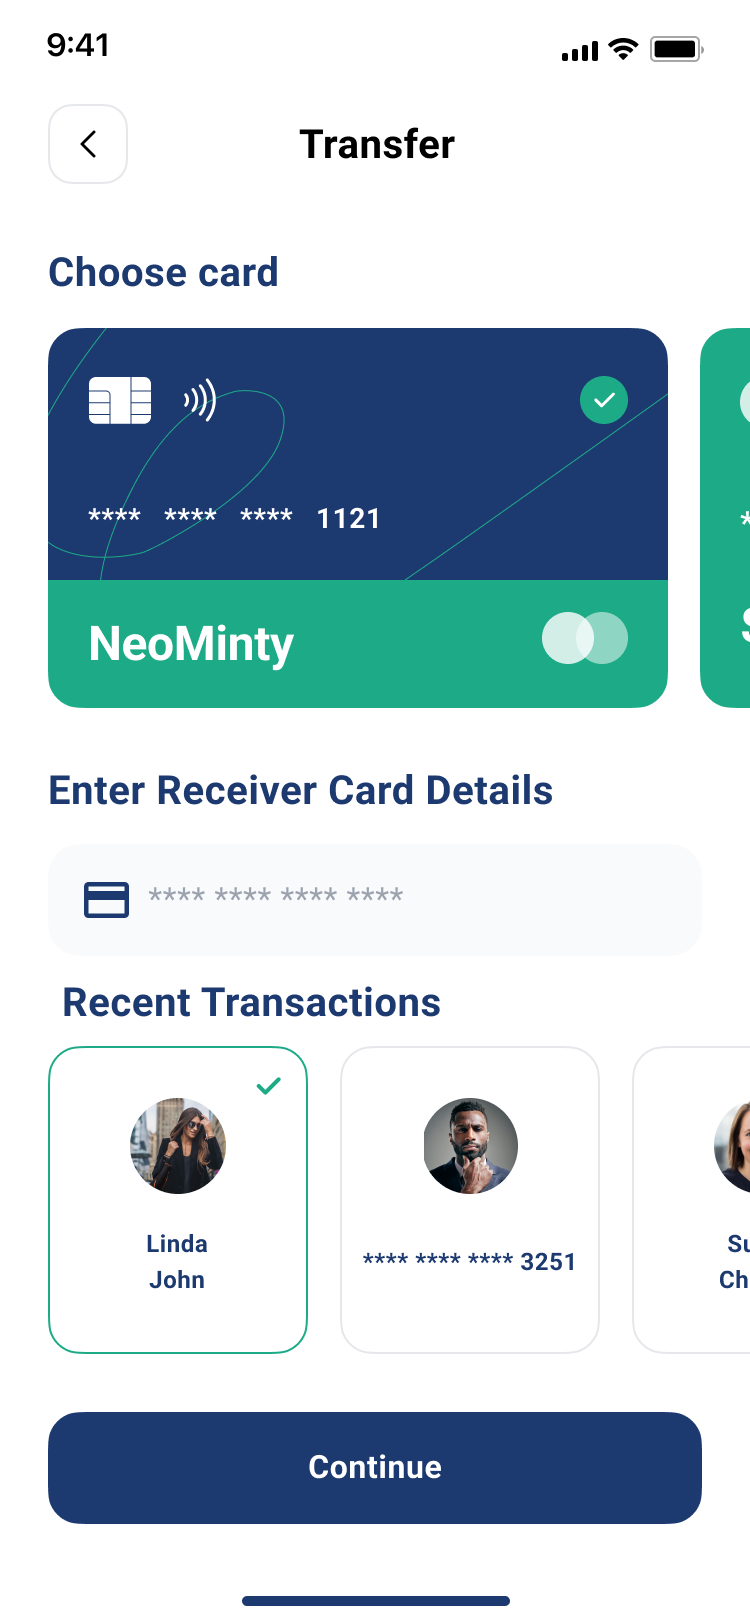 9:41
Transfer
Choose card
**** **** **** 1121
NeoMinty
Enter Receiver Card Details
**** **** **** ****
Recent Transactions
Linda
John
**** **** **** 3251
Su
Ch
Continue